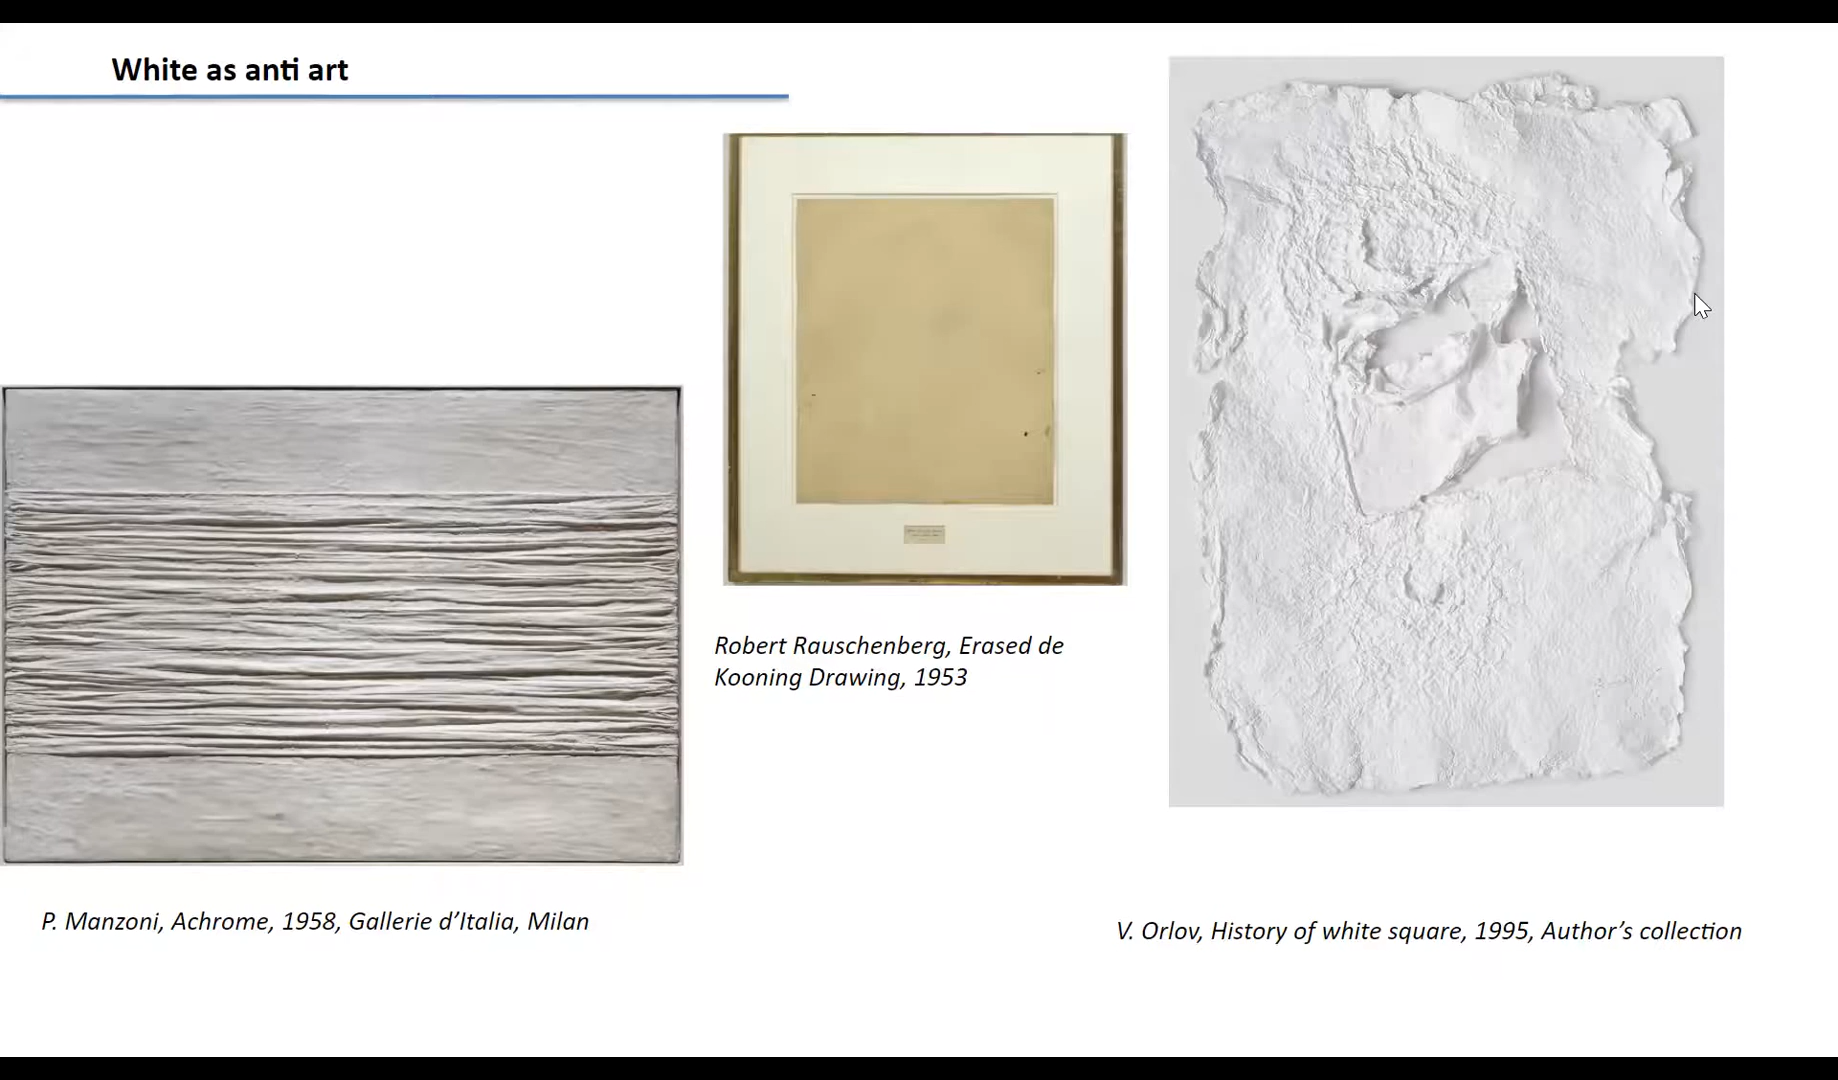 White as anti art
Robert Rauschenberg, Erased de
Kooning Drawing, 1953
P. Manzoni, Achrome, 1958, Gallerie d’Italia, Milan
V. Orlov, History of white square, 1995, Author’s collection